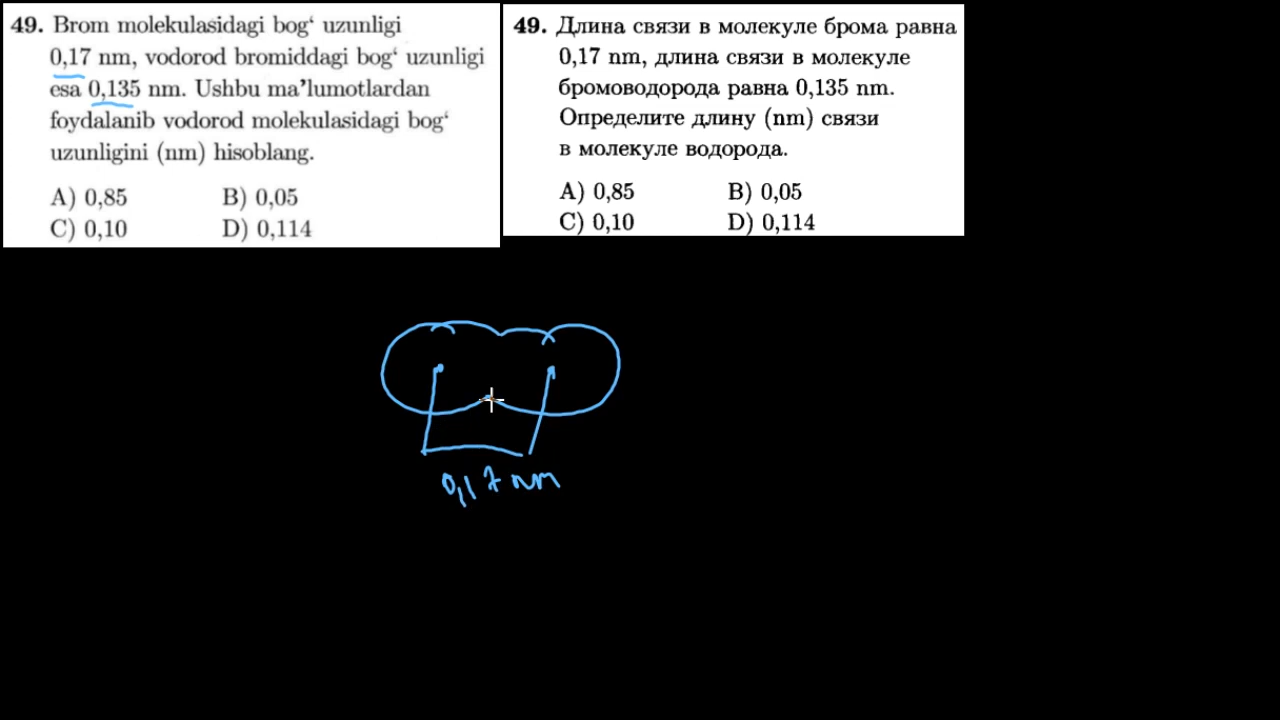 49. Brom molekulasidagi bog‘ uzunligi
0,17 nm, vodorod bromiddagi bog‘ uzunligi
esa 0,135 nm. Ushbu ma’lumotlardan
foydalanib vodorod molekulasidagi bog‘
uzunligini (nm) hisoblang.
A) 0,85 B) 0,05
C) 0,10 D) 0,114
49. Длина связи в молекуле брома равна
0,17 nm, длина связи в молекуле
бромоводорода равна 0,135 nm.
Определите длину (nm) связи
в молекуле водорода.
A) 0,85 B) 0,05
C) 0,10 D) 0,114
0,17 nm